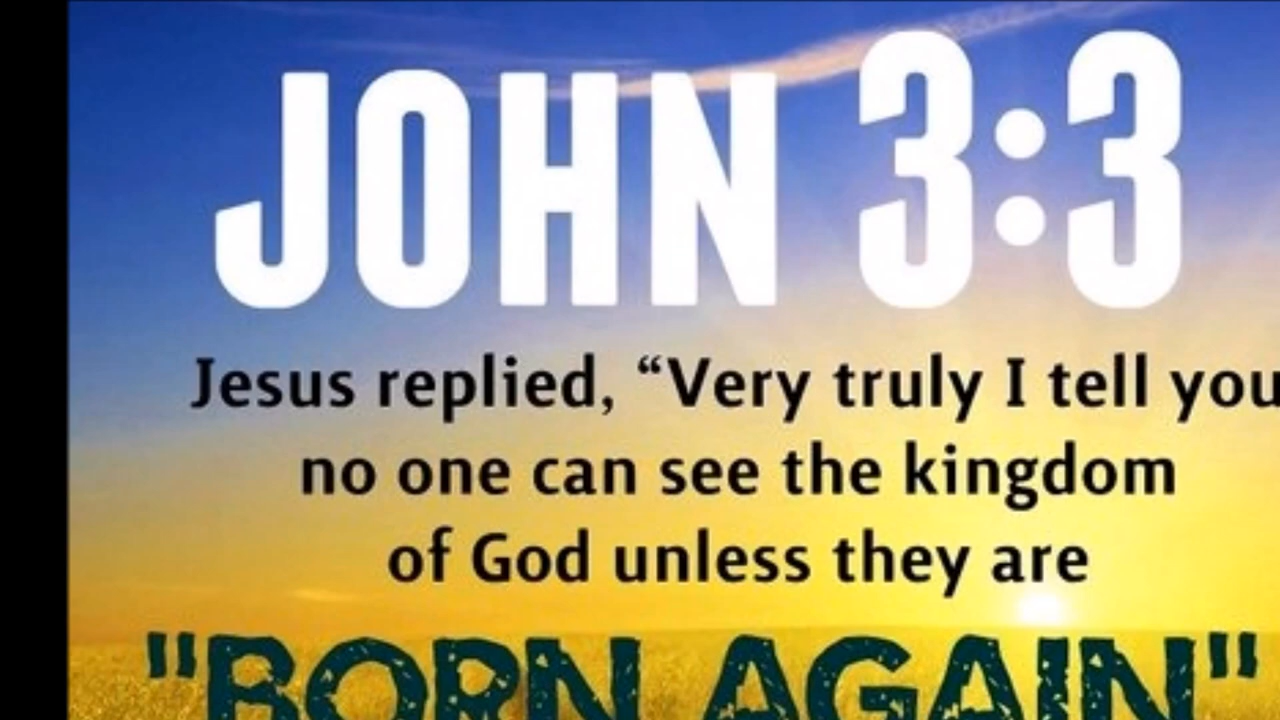 JOHN 3:3
Jesus replied, “Very truly I tell you
no one can see the kingdom
of God unless they are
"BORN AGAIN"